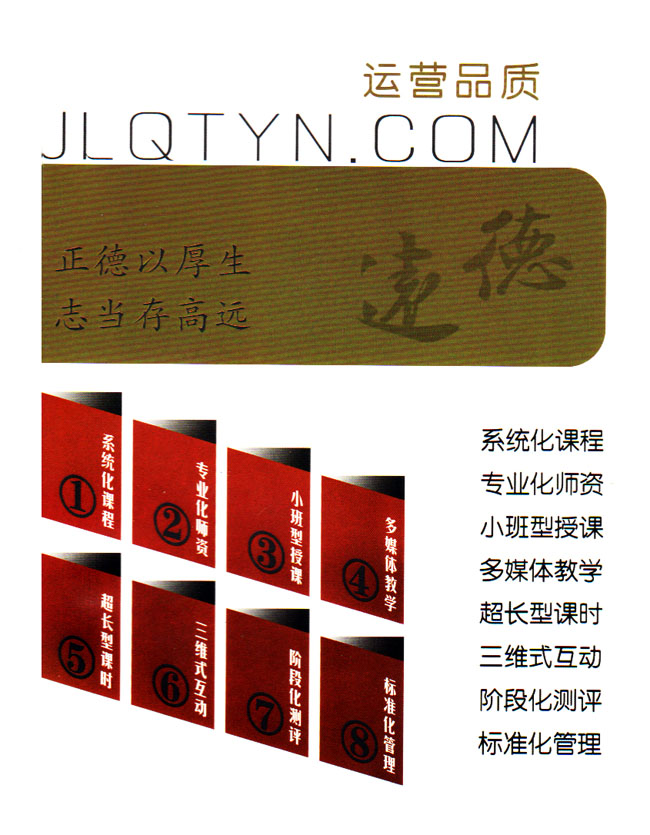 运营品质
JLQTYN.COM
正德以厚生
志当存高远
德
远
①系统化课程
②专业化师资
③小班型授课
④多媒体教学
⑤超长型课时
⑥三维式互动
⑦阶段化测评
⑧标准化管理
系统化课程
专业化师资
小班型授课
多媒体教学
超长型课时
三维式互动
阶段化测评
标准化管理